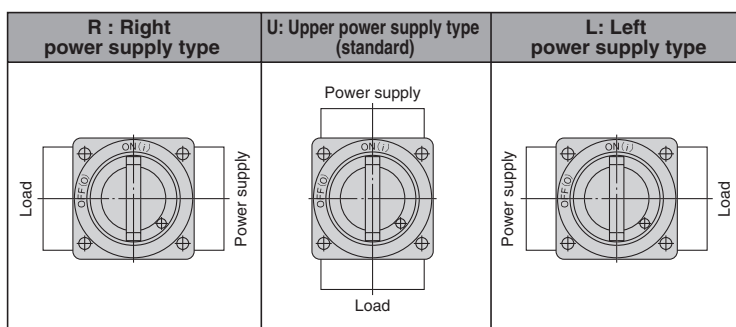 R : Right
power supply type
U: Upper power supply type
(standard)
L: Left
power supply type
Load
ON(i)
OFF(O)
Power supply
Power supply
ON(i)
OFF(O)
Load
Power supply
ON(i)
OFF(O)
Load